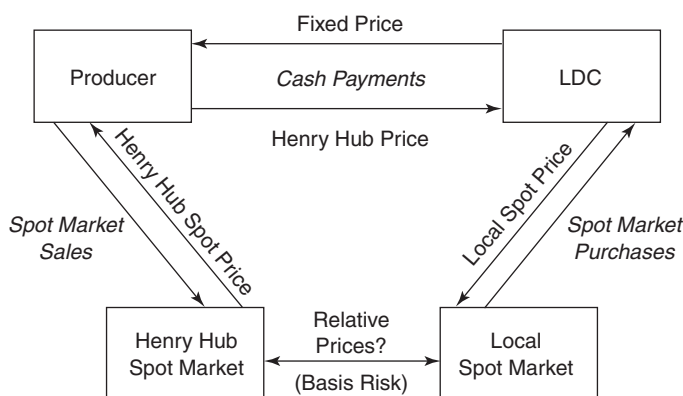 Fixed Price
Producer
Cash Payments
LDC
Henry Hub Price
Henry Hub Spot Price
Local Spot Price
Spot Market
Sales
Spot Market
Purchases
Henry Hub
Spot Market
Relative
Prices?
(Basis Risk)
Local
Spot Market